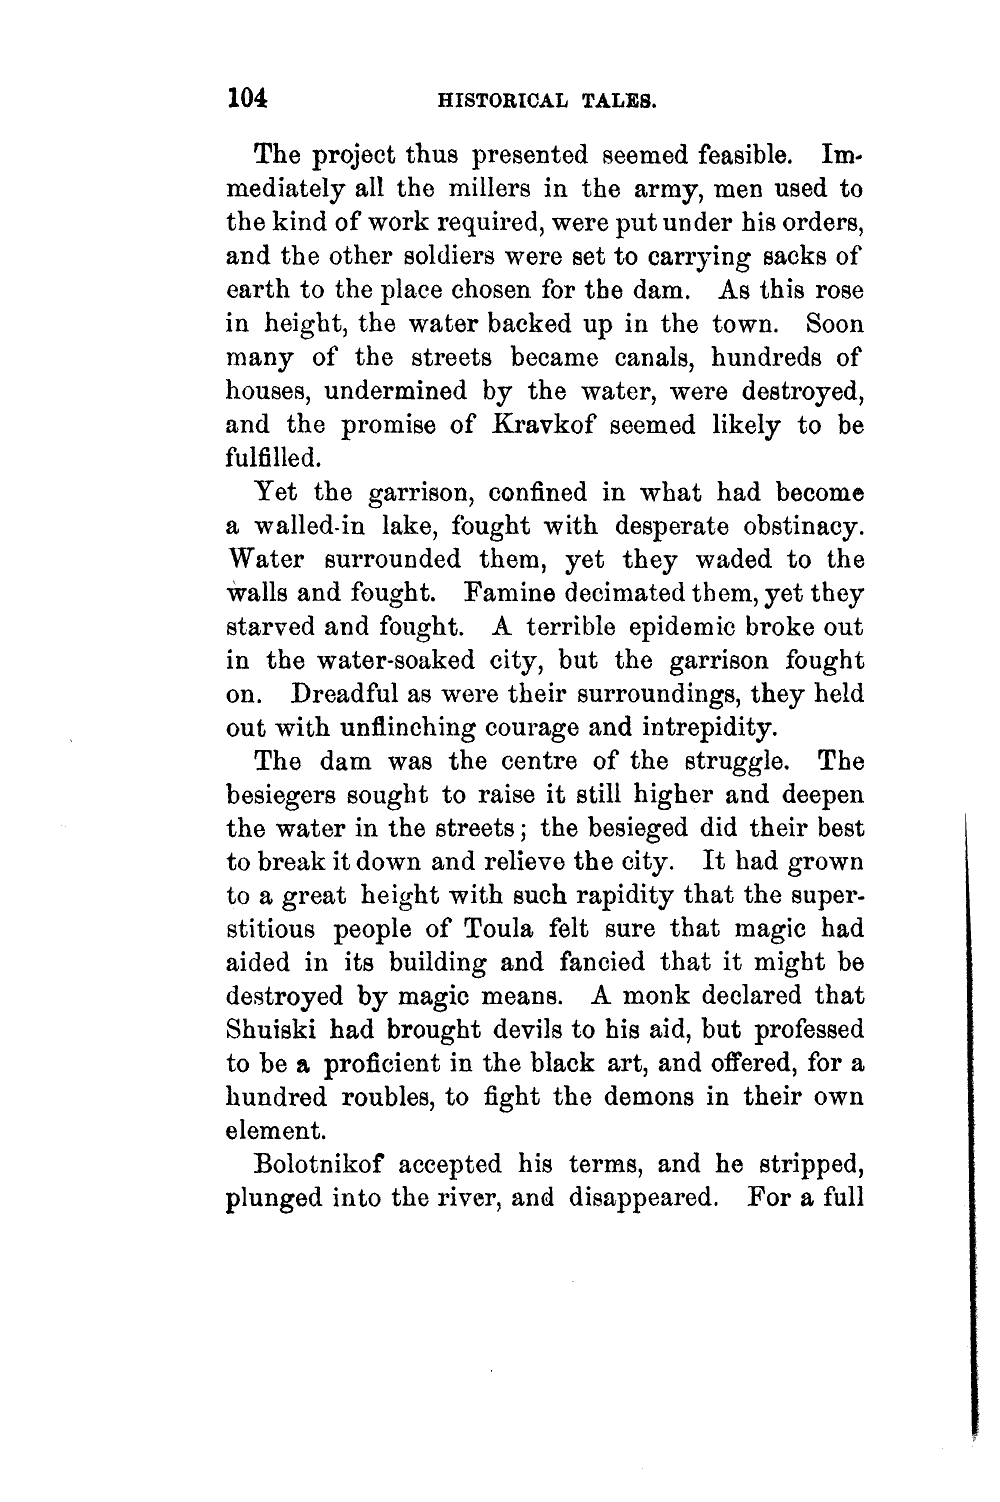 104 HISTORICAL TALES.
The project thus presented seemed feasible. Im-
mediately all the millers in the army, men used to
the kind of work required, were put under his orders,
and the other soldiers were set to carrying sacks of
earth to the place chosen for the dam. As this rose
in height, the water backed up in the town. Soon
many of the streets became canals, hundreds of
houses, undermined by the water, were destroyed,
and the promise of Kravkof seemed likely to be
fulfilled.
Yet the garrison, confined in what had become
a walled-in lake, fought with desperate obstinacy.
Water surrounded them, yet they waded to the
walls and fought. Famine decimated them, yet they
starved and fought. A terrible epidemic broke out
in the water-soaked city, but the garrison fought
on. Dreadful as were their surroundings, they held
out with unflinching courage and intrepidity.
The dam was the centre of the struggle. The
besiegers sought to raise it still higher and deepen
the water in the streets; the besieged did their best
to break it down and relieve the city. It had grown
to a great height with such rapidity that the super-
stitious people of Toula felt sure that magic had
aided in its building and fancied that it might be
destroyed by magic means. A monk declared that
Shuiski had brought devils to his aid, but professed
to be a proficient in the black art, and offered, for a
hundred roubles, to fight the demons in their own
element.
Bolotnikof accepted his terms, and he stripped,
plunged into the river, and disappeared. For a full